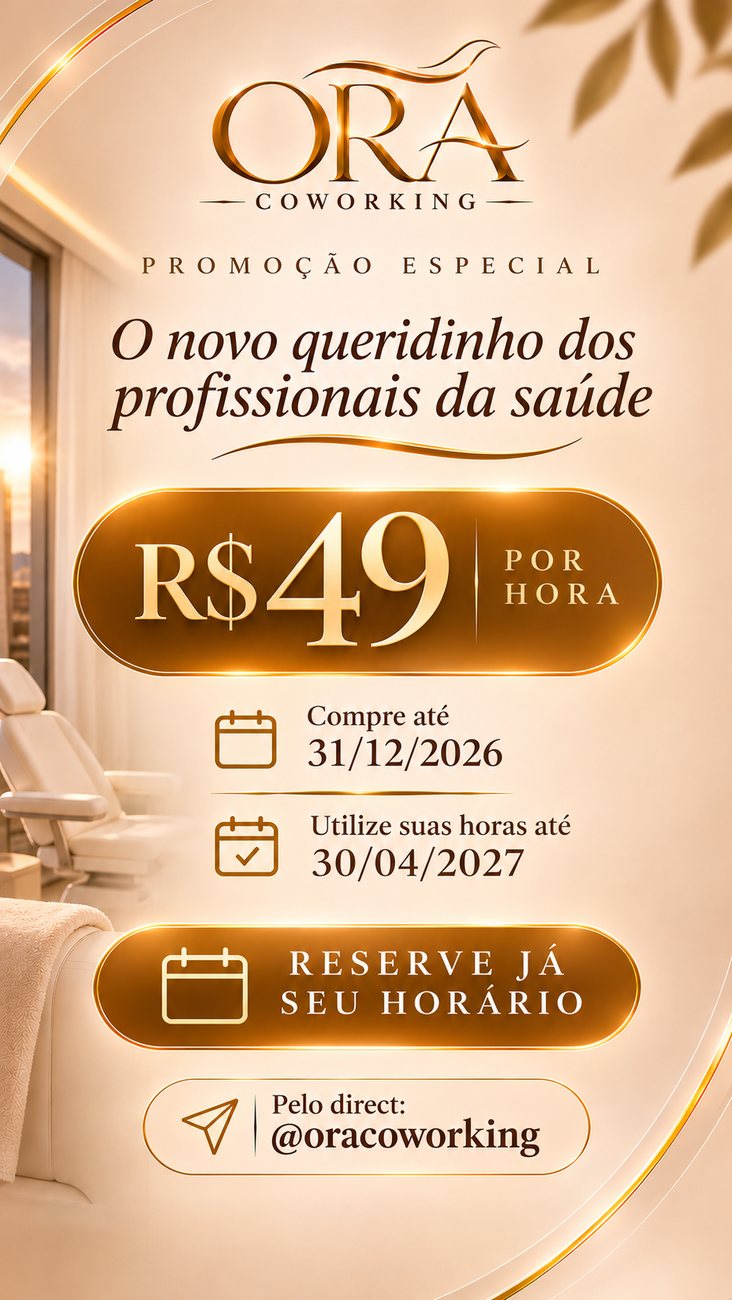 ORA
COWORKING
PROMOÇÃO ESPECIAL
O novo queridinho dos
profissionais da saúde
R$49
POR
HORA
Compre até
31/12/2026
Utilize suas horas até
30/04/2027
RESERVE JÁ
SEU HORÁRIO
Pelo direct:
@oracoworking